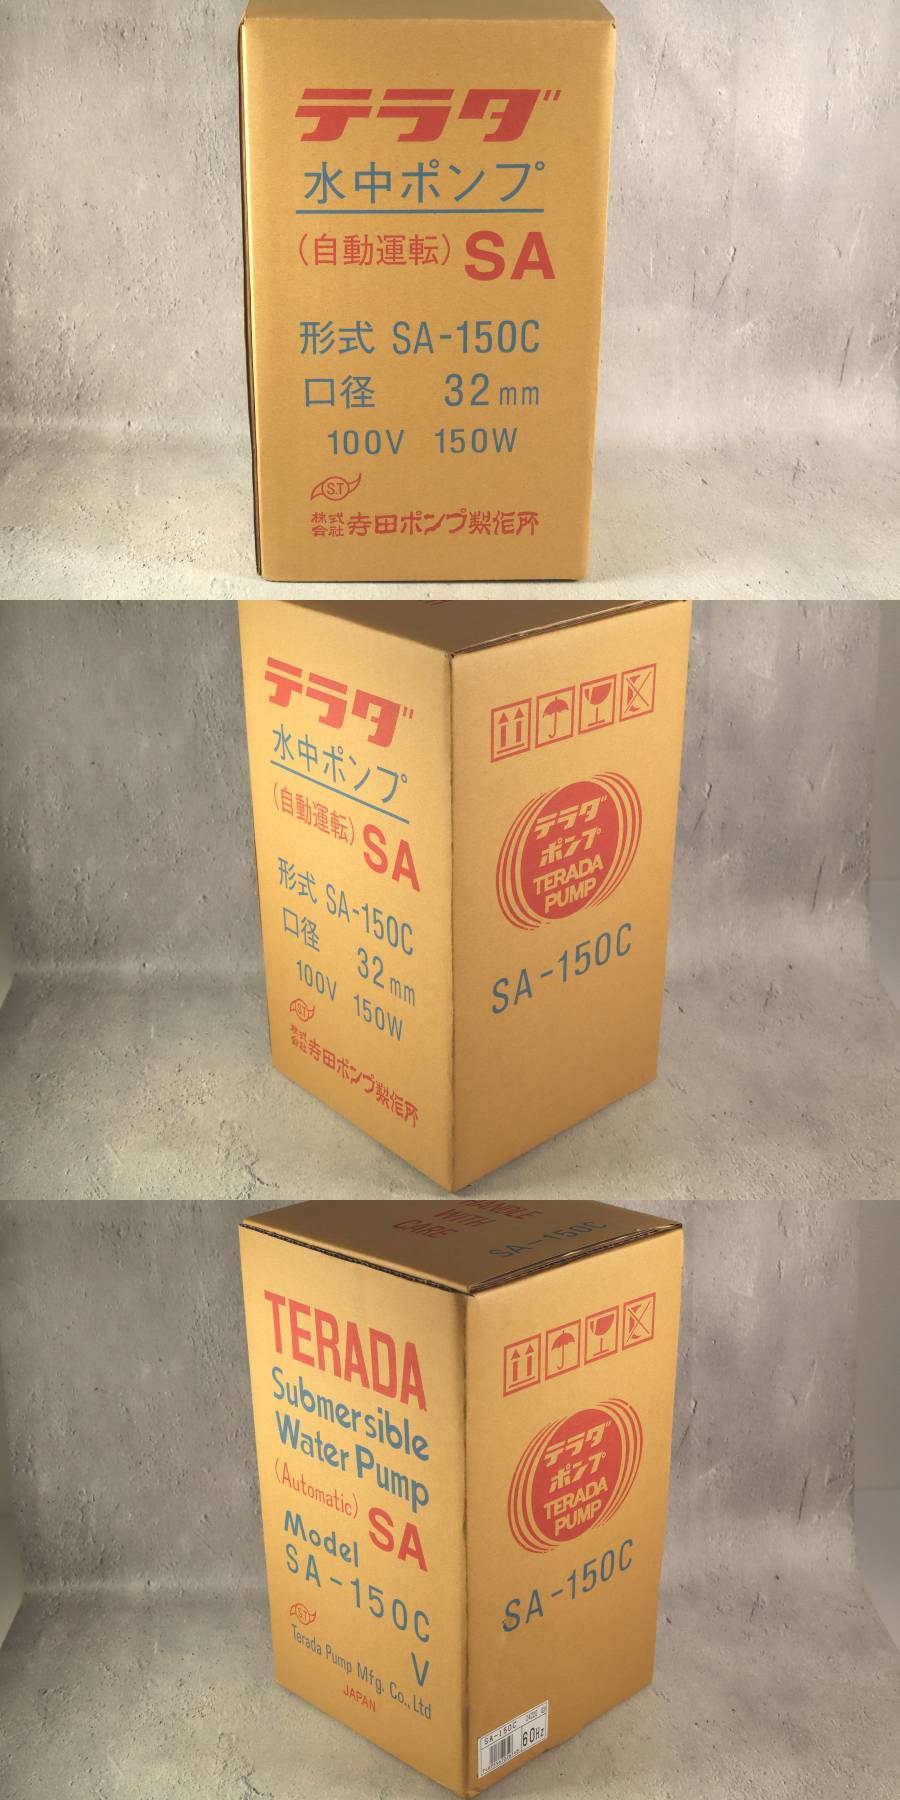 テラダ
水中ポンプ
(自動運転) SA
形式 SA-150C
口径 32mm
100V 150W
S.T
株式会社 寺田ポンプ製作所
テラダ
水中ポンプ
(自動運転) SA
形式 SA-150C
口径 32mm
100V 150W
S.T
株式会社 寺田ポンプ製作所
テラダ
ポンプ
TERADA
PUMP
SA-150C
HANDLE
WITH
CARE
SA-150C
TERADA
Submersible
Water Pump
(Automatic) SA
Model
SA-150C
V
S.T
Terada Pump Mfg. Co., Ltd
JAPAN
テラダ
ポンプ
TERADA
PUMP
SA-150C
SA-150C
60Hz